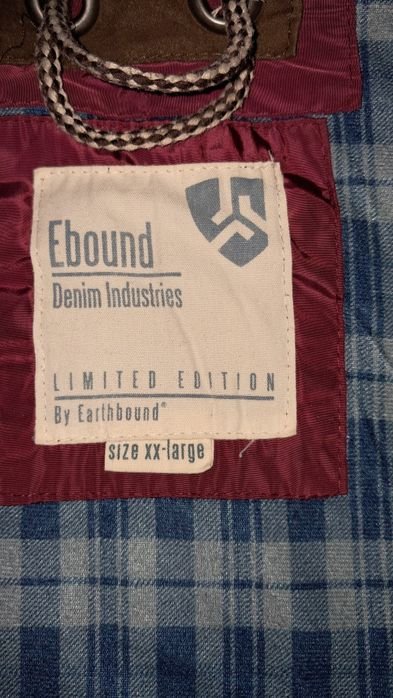 Ebound
Denim Industries
LIMITED EDITION
By Earthbound®
size xx-large